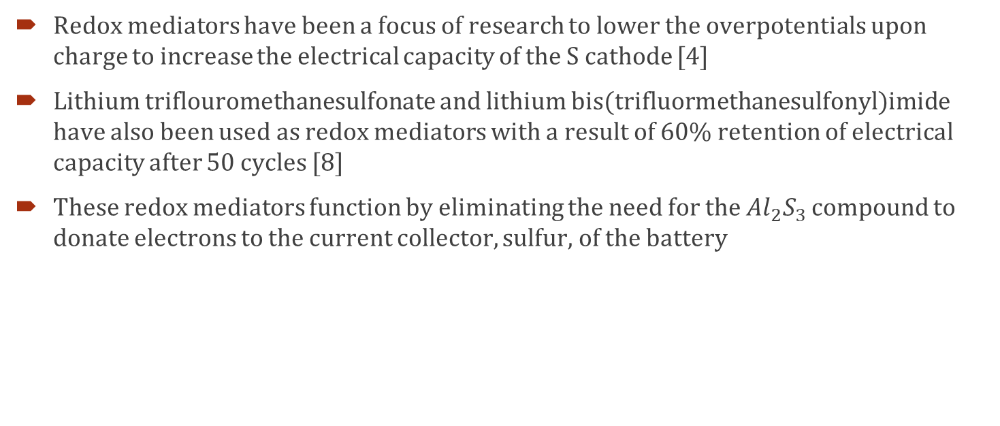 Redox mediators have been a focus of research to lower the overpotentials upon
charge to increase the electrical capacity of the S cathode [4]
Lithium triflouromethanesulfonate and lithium bis(trifluormethanesulfonyl)imide
have also been used as redox mediators with a result of 60% retention of electrical
capacity after 50 cycles [8]
These redox mediators function by eliminating the need for the Al₂S₃ compound to
donate electrons to the current collector, sulfur, of the battery